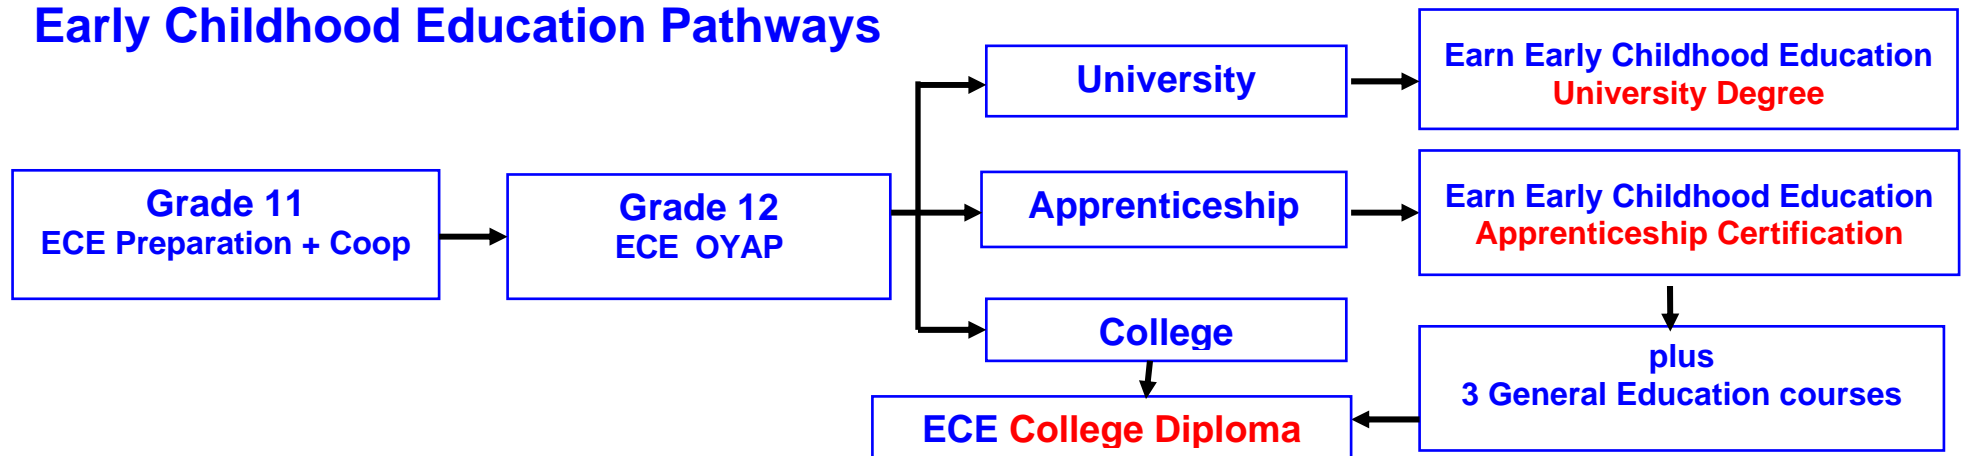 Early Childhood Education Pathways
Grade 11
ECE Preparation + Coop
Grade 12
ECE OYAP
University
Earn Early Childhood Education
University Degree
Apprenticeship
Earn Early Childhood Education
Apprenticeship Certification
College
plus
3 General Education courses
ECE College Diploma